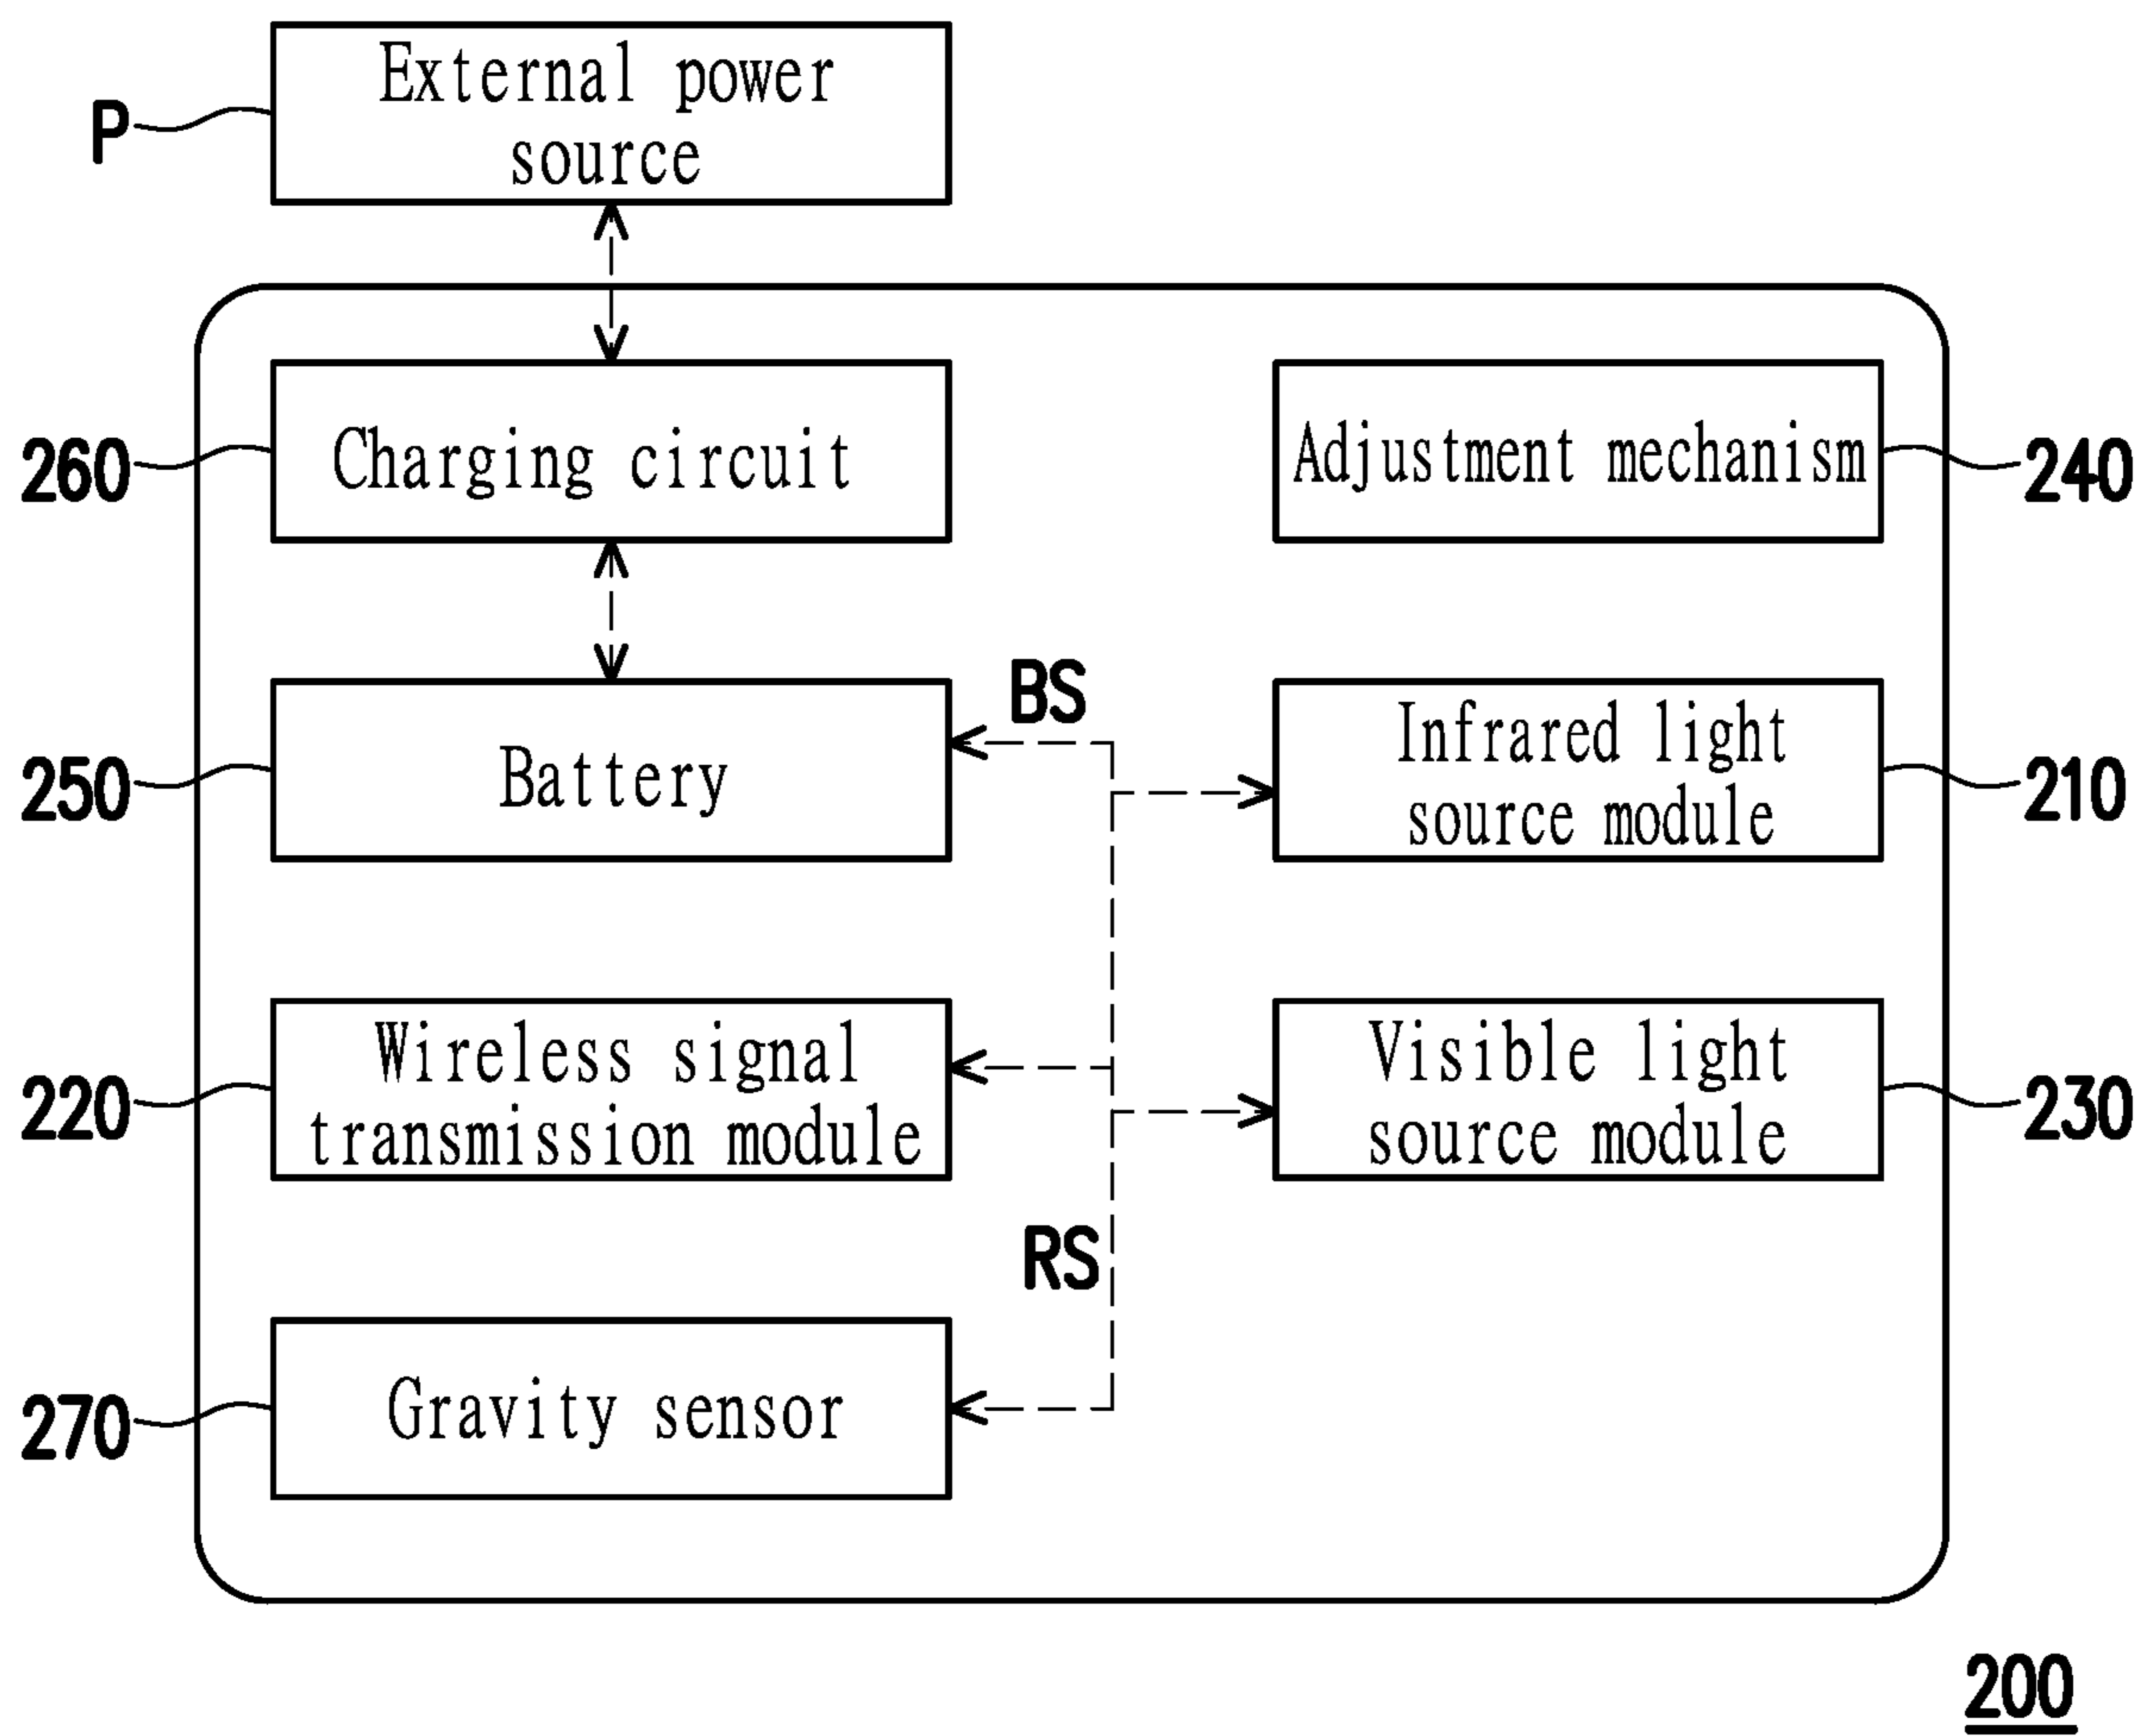 External power
source
P
Charging circuit
260
Adjustment mechanism
240
Battery
250
BS
Infrared light
source module
210
Wireless signal
transmission module
220
Visible light
source module
230
RS
Gravity sensor
270
200